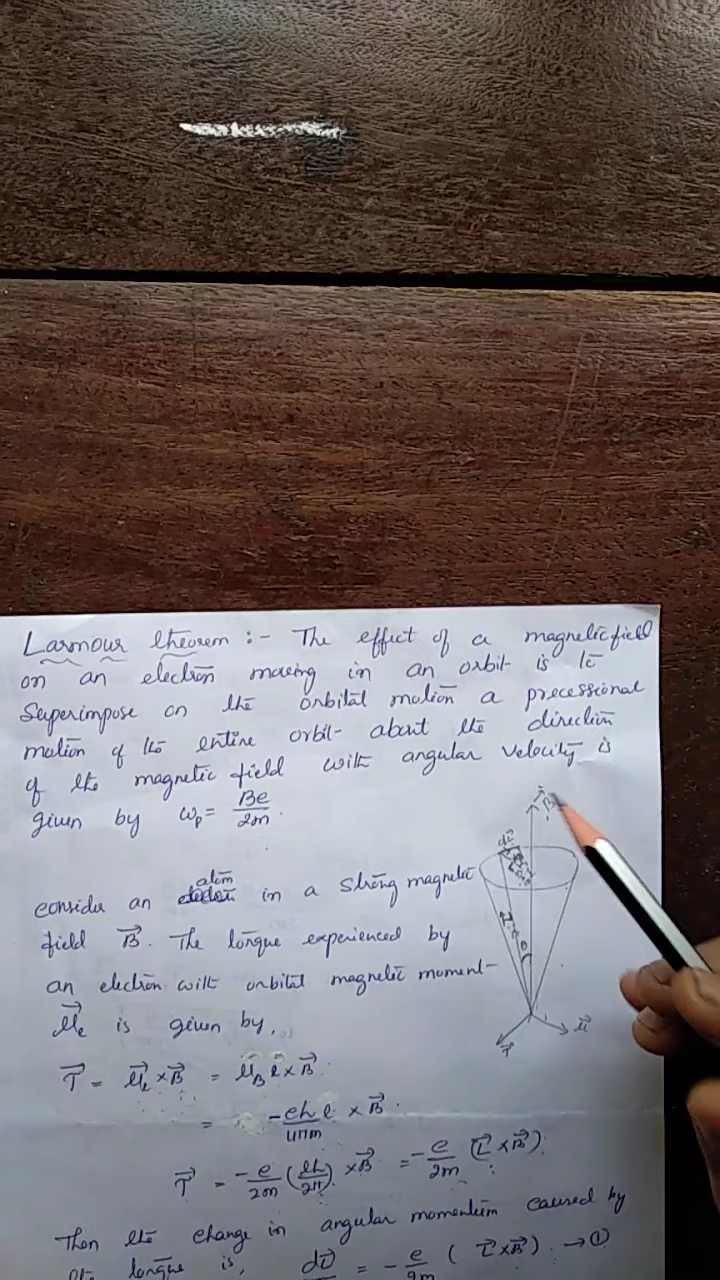 Larmour theorem :- The effect of a magnetic field
on an electron moving in an orbit is to
Superimpose on the orbital motion a precessional
motion of the entire orbit about the direction
of the magnetic field with angular velocity is
given by ωp = Be/2m
B
consider an atom in a strong magnetic
field B⃗. The torque experienced by
an electron with orbital magnetic moment
μ⃗ₗ is given by,
τ⃗ = μ⃗ₗ × B⃗ = μB l × B⃗
= -ehl/4πm × B⃗
τ⃗ = -e/2m (lh/2π) × B⃗ = -e/2m (L⃗ × B⃗)
Then the change in angular momentum caused by
the torque is, = -e/2m ( L⃗ × B⃗ ) → ①